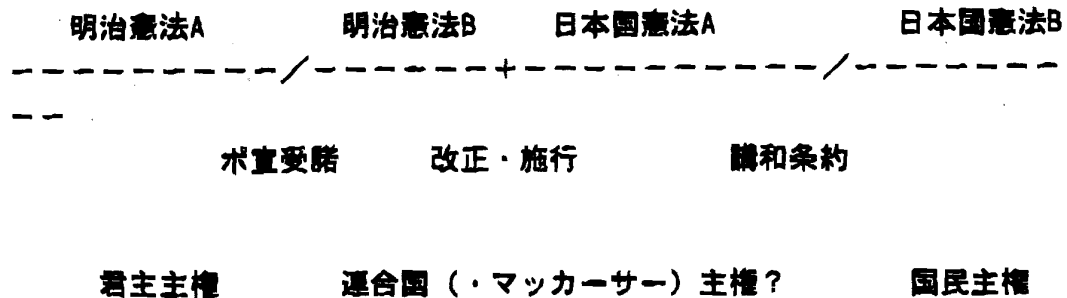 明治憲法A 明治憲法B 日本国憲法A 日本国憲法B
---------/------+----------/-------
--
ポ宣受諾 改正・施行 講和条約
君主主権 連合国(・マッカーサー)主権? 国民主権